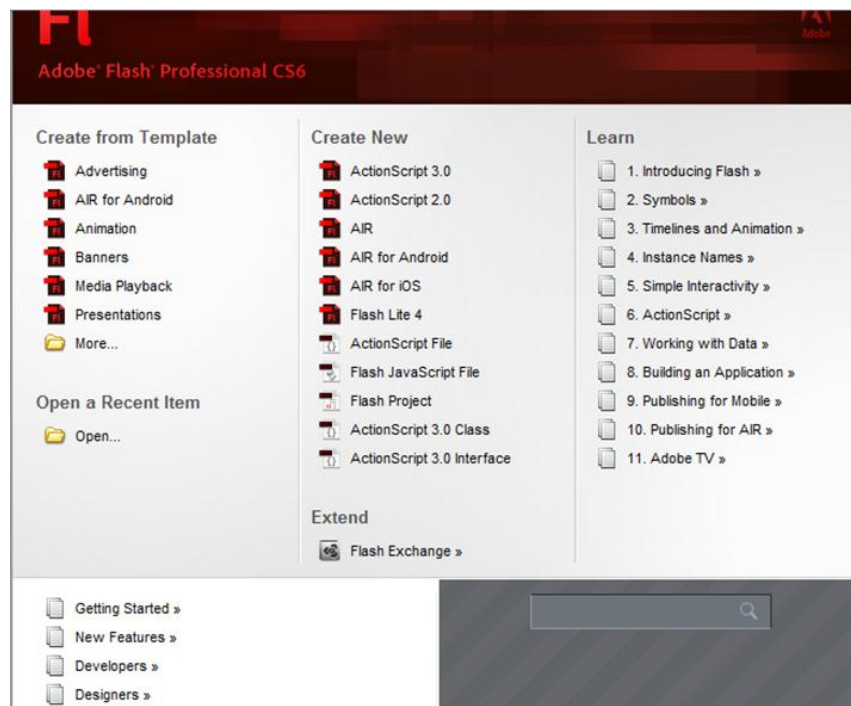 Fl
Adobe
Adobe® Flash® Professional CS6
Create from Template
Advertising
AIR for Android
Animation
Banners
Media Playback
Presentations
More...
Open a Recent Item
Open...
Create New
ActionScript 3.0
ActionScript 2.0
AIR
AIR for Android
AIR for iOS
Flash Lite 4
ActionScript File
Flash JavaScript File
Flash Project
ActionScript 3.0 Class
ActionScript 3.0 Interface
Extend
Flash Exchange »
Learn
1. Introducing Flash »
2. Symbols »
3. Timelines and Animation »
4. Instance Names »
5. Simple Interactivity »
6. ActionScript »
7. Working with Data »
8. Building an Application »
9. Publishing for Mobile »
10. Publishing for AIR »
11. Adobe TV »
Getting Started »
New Features »
Developers »
Designers »